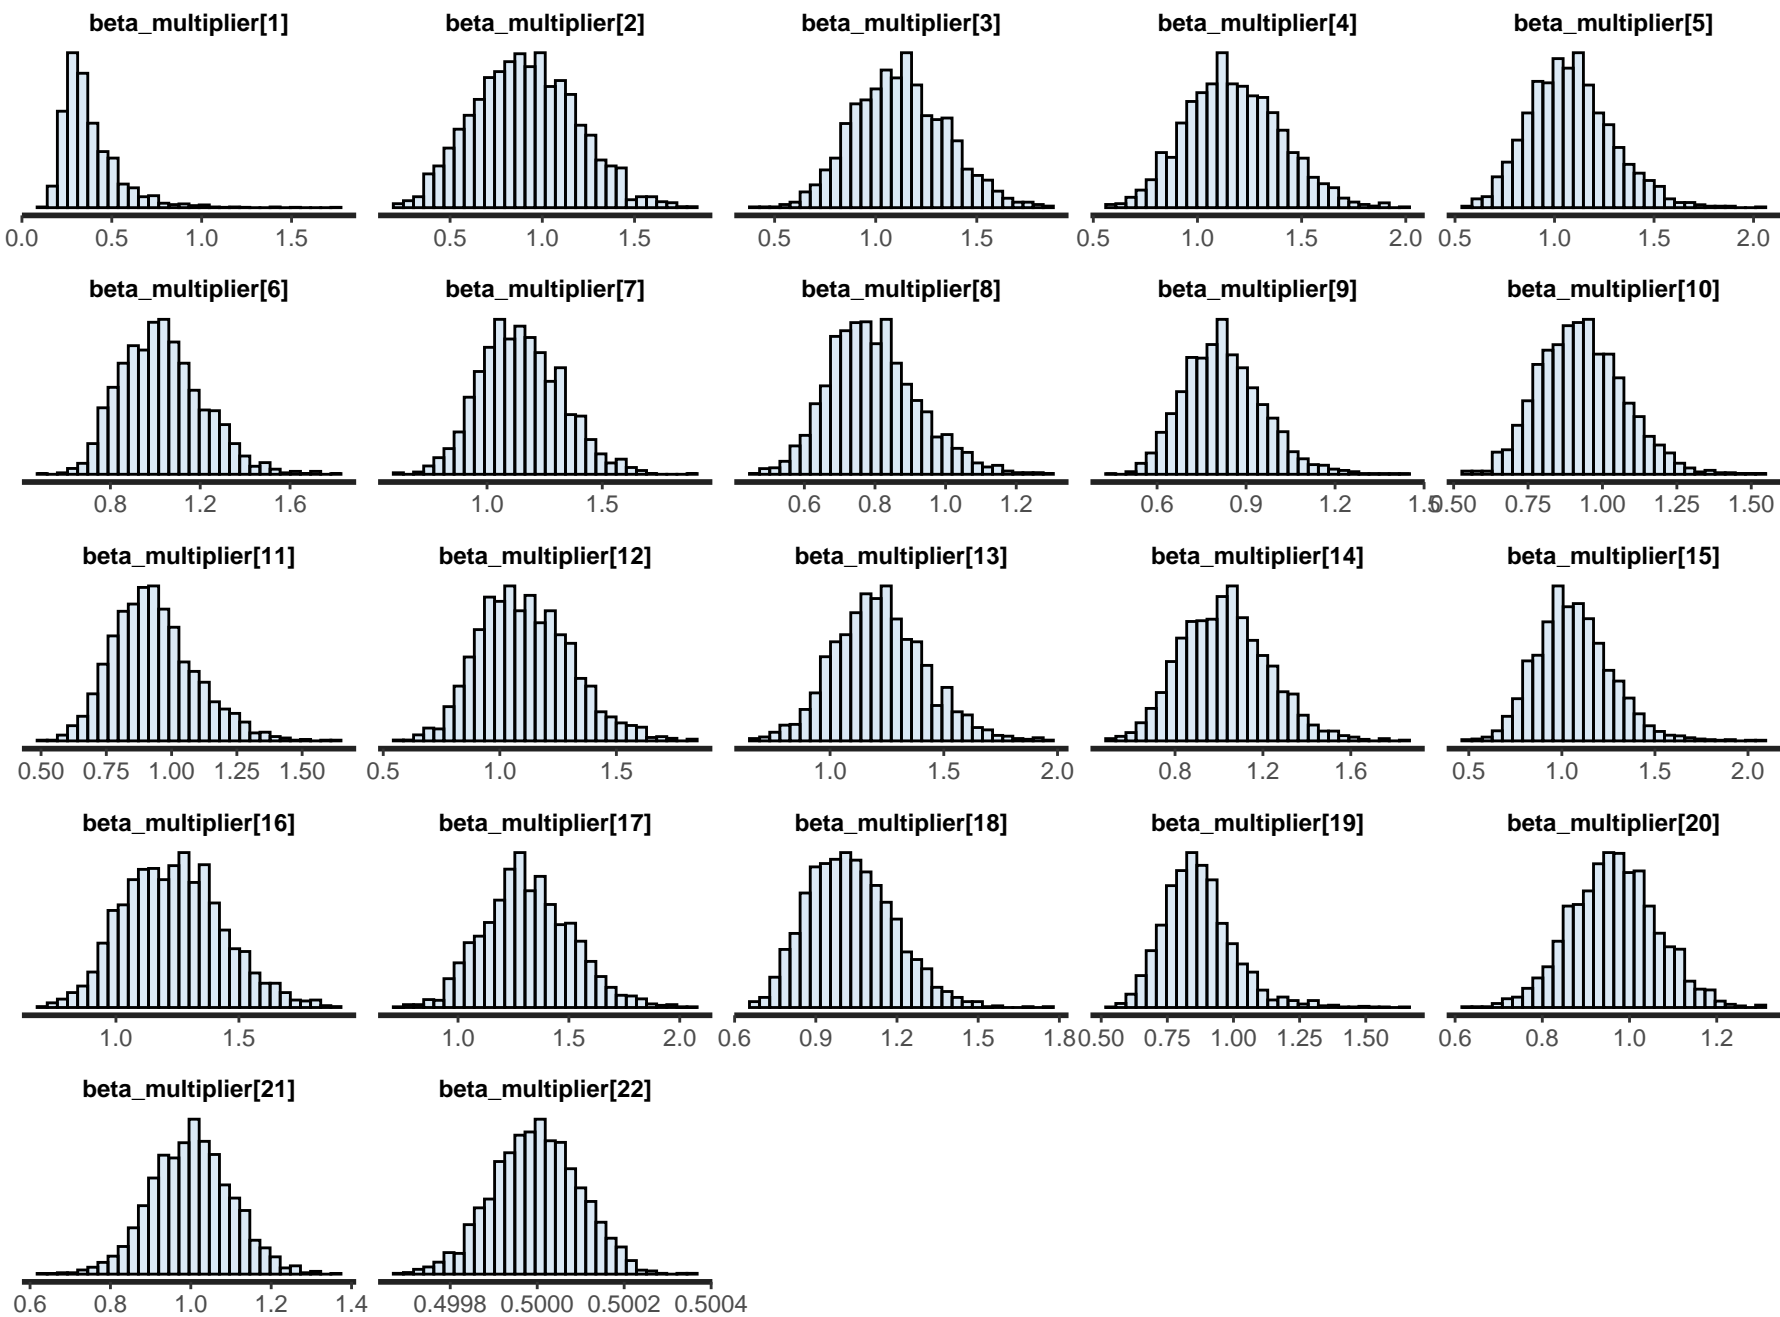 beta_multiplier[1] beta_multiplier[2] beta_multiplier[3] beta_multiplier[4] beta_multiplier[5]
0.0 0.5 1.0 1.5 0.5 1.0 1.5 0.5 1.0 1.5 0.5 1.0 1.5 2.0 0.5 1.0 1.5 2.0
beta_multiplier[6] beta_multiplier[7] beta_multiplier[8] beta_multiplier[9] beta_multiplier[10]
0.8 1.2 1.6 1.0 1.5 0.6 0.8 1.0 1.2 0.6 0.9 1.2 1.5 0.50 0.75 1.00 1.25 1.50
beta_multiplier[11] beta_multiplier[12] beta_multiplier[13] beta_multiplier[14] beta_multiplier[15]
0.50 0.75 1.00 1.25 1.50 0.5 1.0 1.5 1.0 1.5 2.0 0.8 1.2 1.6 0.5 1.0 1.5 2.0
beta_multiplier[16] beta_multiplier[17] beta_multiplier[18] beta_multiplier[19] beta_multiplier[20]
1.0 1.5 1.0 1.5 2.0 0.6 0.9 1.2 1.5 1.8 0.50 0.75 1.00 1.25 1.50 0.6 0.8 1.0 1.2
beta_multiplier[21] beta_multiplier[22]
0.6 0.8 1.0 1.2 1.4 0.4998 0.5000 0.5002 0.5004